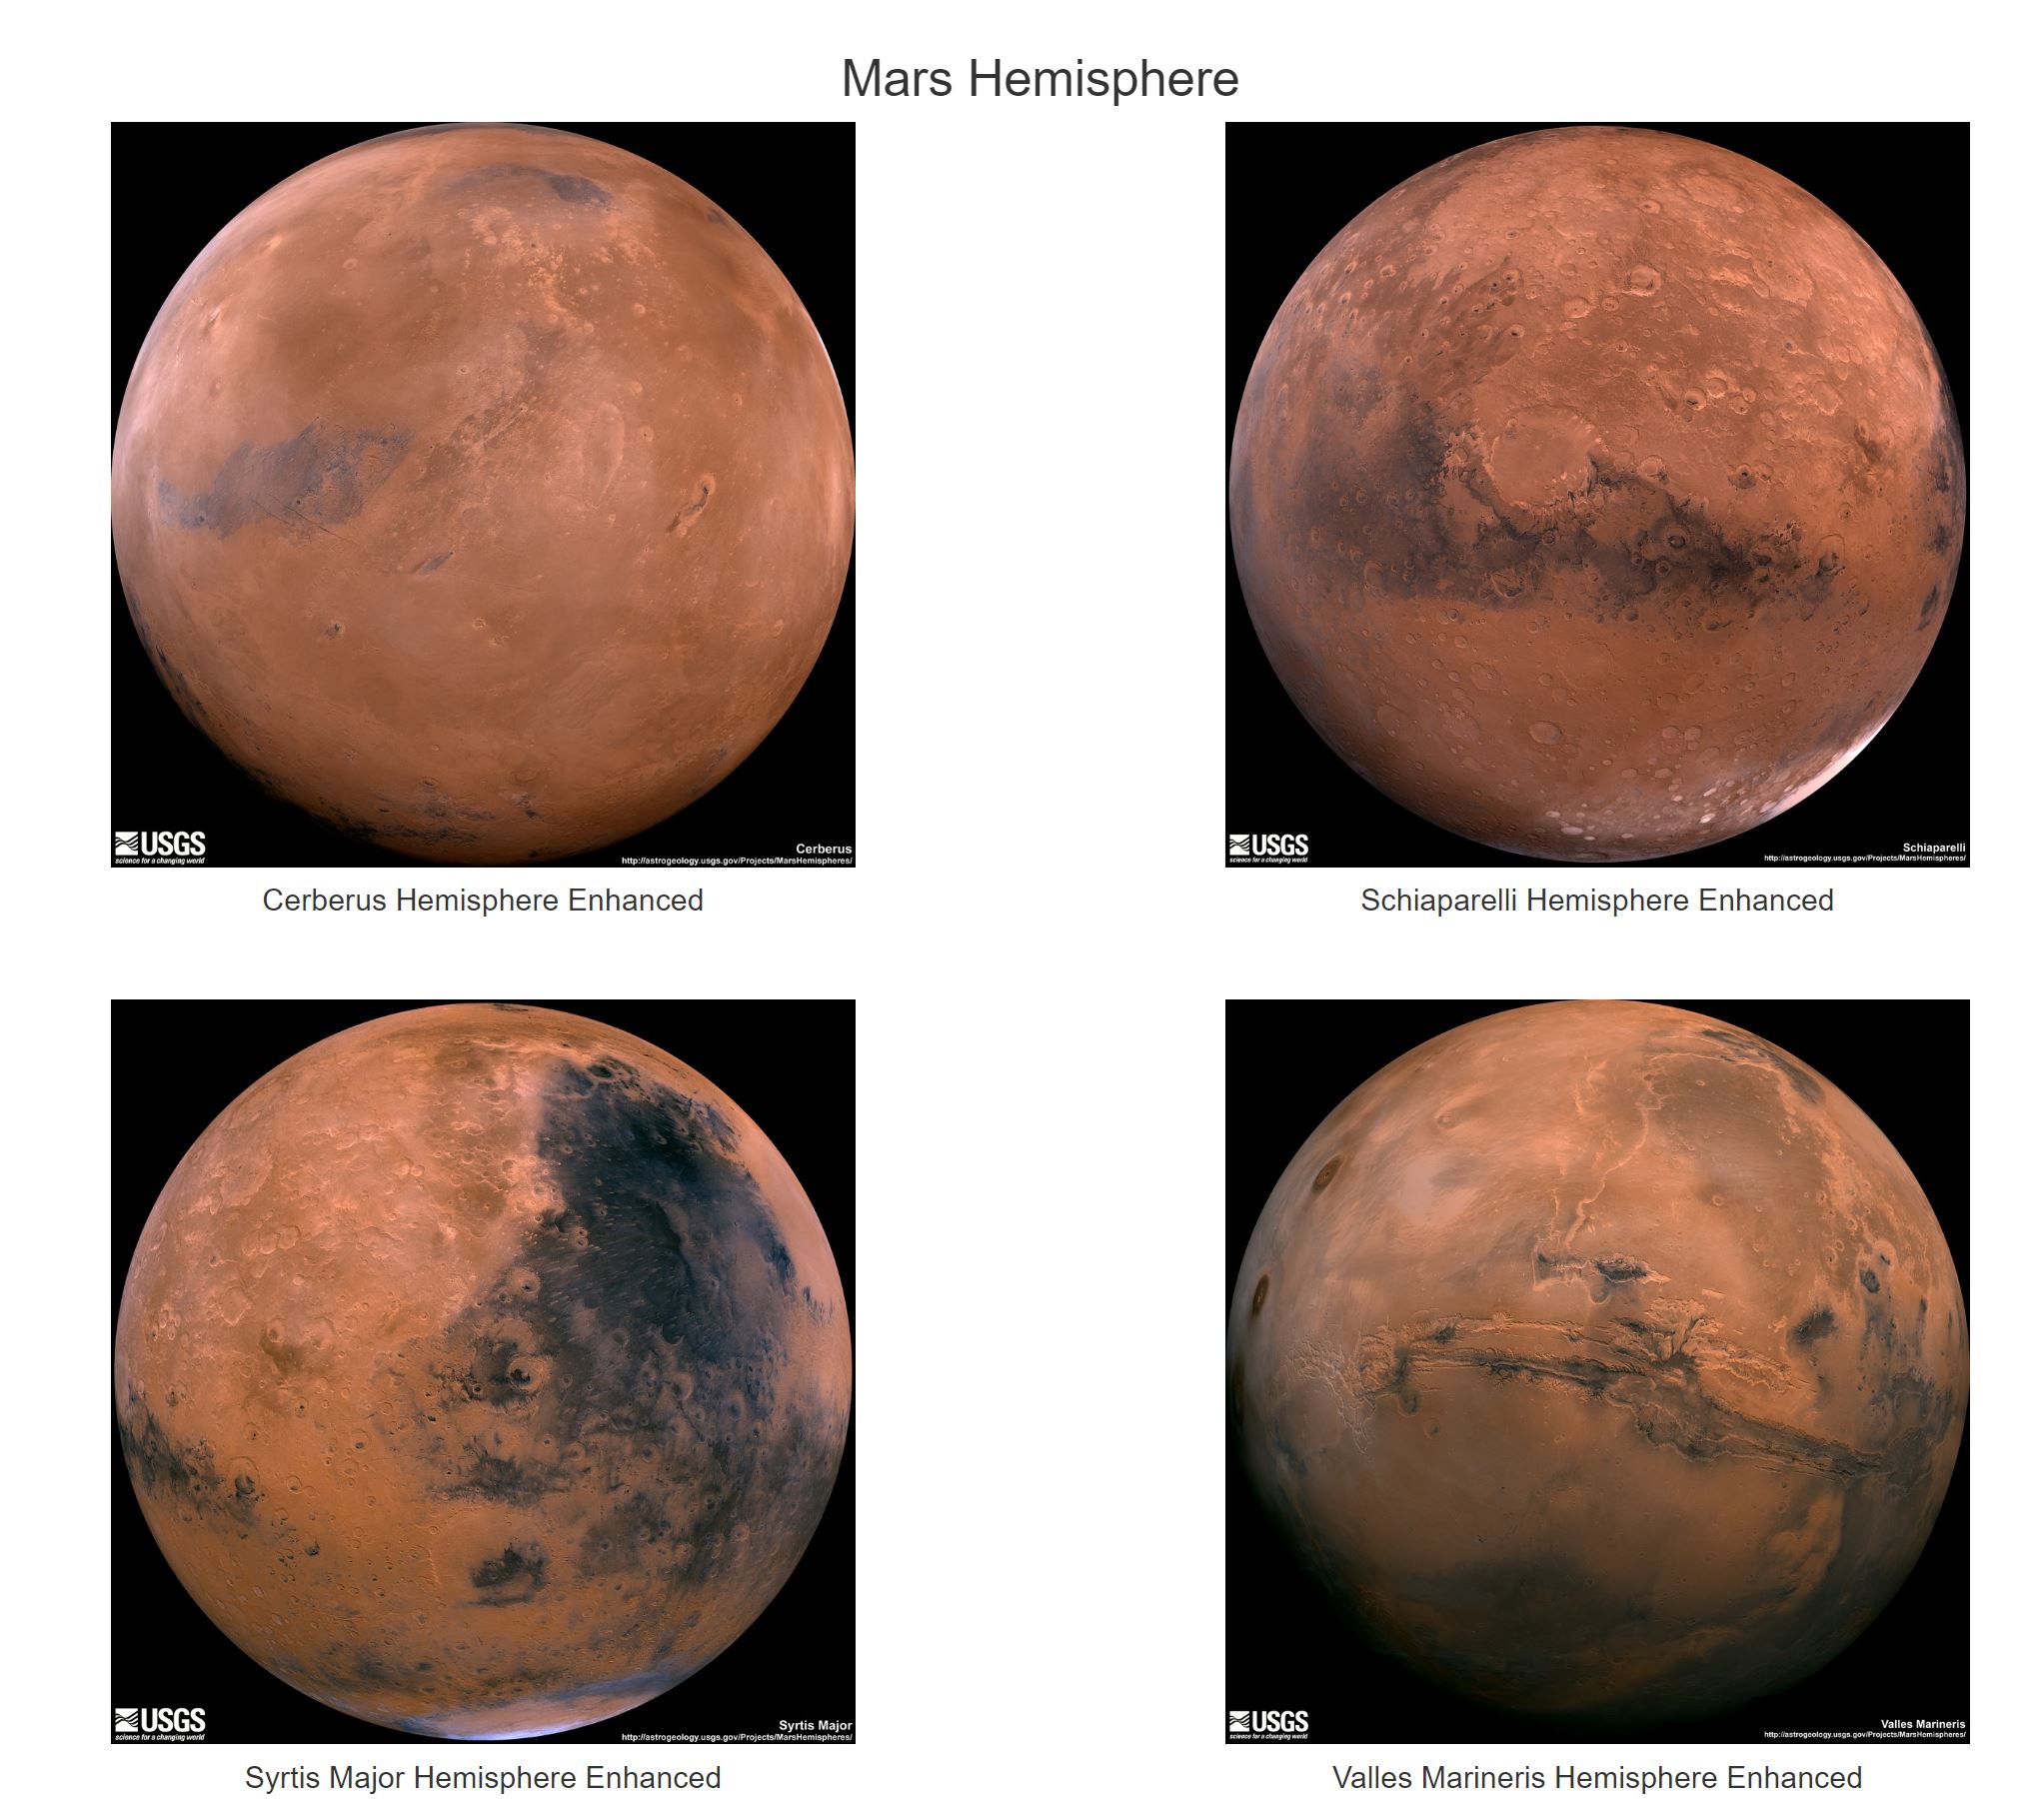 Mars Hemisphere
USGS
science for a changing world
Cerberus
http://astrogeology.usgs.gov/Projects/MarsHemispheres/
Cerberus Hemisphere Enhanced
USGS
science for a changing world
Schiaparelli
http://astrogeology.usgs.gov/Projects/MarsHemispheres/
Schiaparelli Hemisphere Enhanced
USGS
science for a changing world
Syrtis Major
http://astrogeology.usgs.gov/Projects/MarsHemispheres/
Syrtis Major Hemisphere Enhanced
USGS
science for a changing world
Valles Marineris
http://astrogeology.usgs.gov/Projects/MarsHemispheres/
Valles Marineris Hemisphere Enhanced